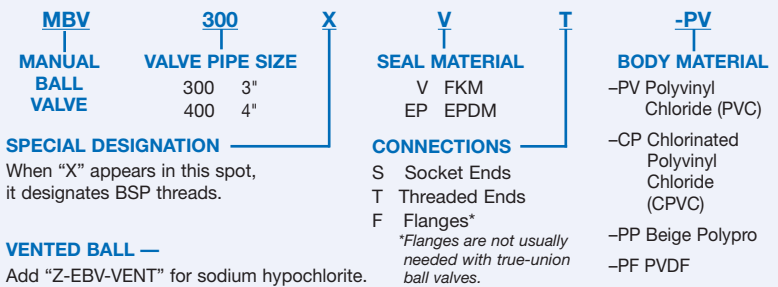 MBV 300 X V T -PV
MANUAL BALL VALVE
VALVE PIPE SIZE
300 3"
400 4"
SEAL MATERIAL
V FKM
EP EPDM
BODY MATERIAL
–PV Polyvinyl
Chloride (PVC)
–CP Chlorinated
Polyvinyl
Chloride
(CPVC)
–PP Beige Polypro
–PF PVDF
SPECIAL DESIGNATION
When “X” appears in this spot,
it designates BSP threads.
CONNECTIONS
S Socket Ends
T Threaded Ends
F Flanges*
*Flanges are not usually
needed with true-union
ball valves.
VENTED BALL —
Add “Z-EBV-VENT” for sodium hypochlorite.